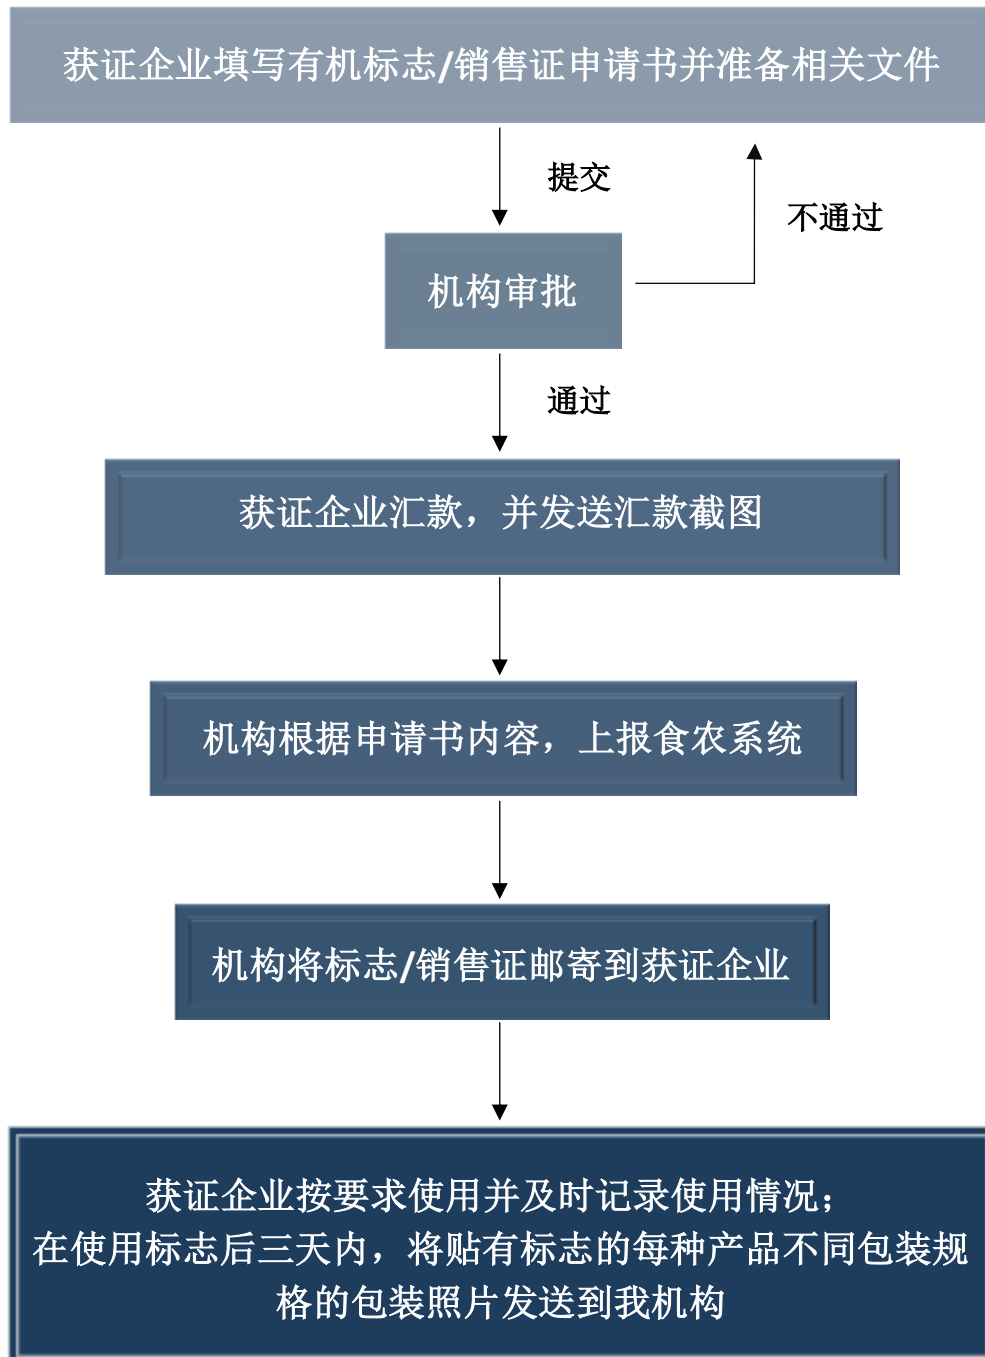 获证企业填写有机标志/销售证申请书并准备相关文件
提交
不通过
机构审批
通过
获证企业汇款，并发送汇款截图
机构根据申请书内容，上报食农系统
机构将标志/销售证邮寄到获证企业
获证企业按要求使用并及时记录使用情况；
在使用标志后三天内，将贴有标志的每种产品不同包装规
格的包装照片发送到我机构